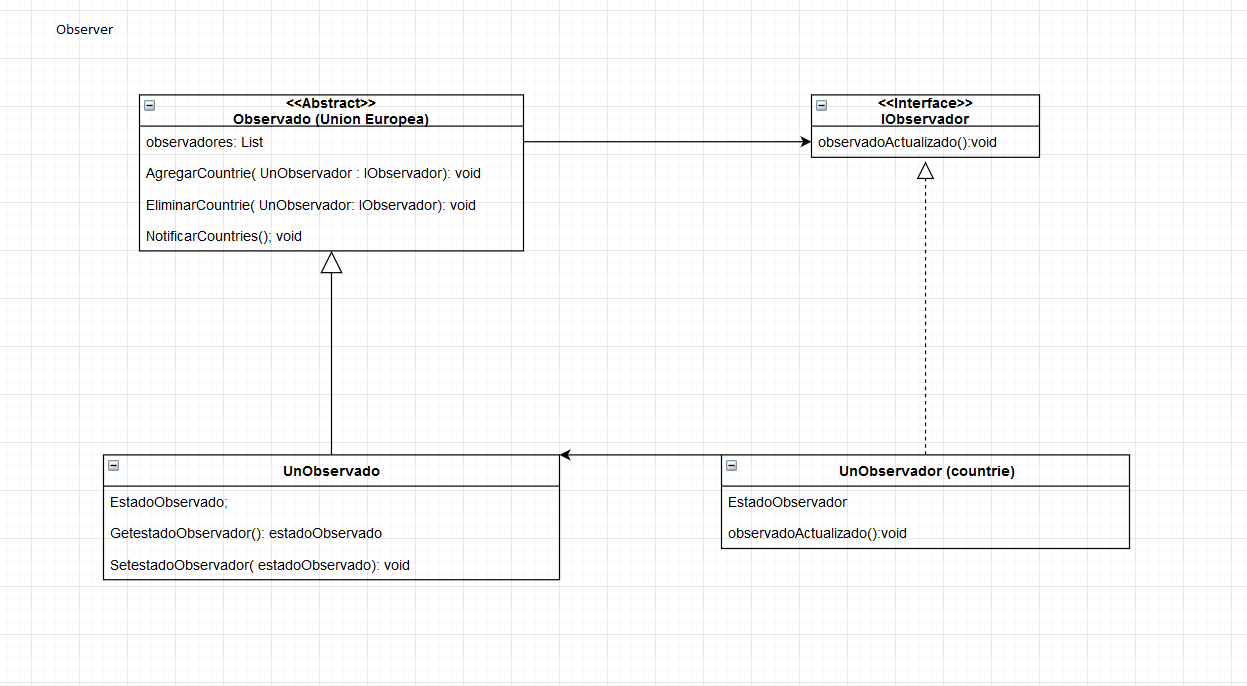 Observer
<<Abstract>>
Observado (Union Europea)
observadores: List
AgregarCountrie( UnObservador : IObservador): void
EliminarCountrie( UnObservador: IObservador): void
NotificarCountries(); void
<<Interface>>
IObservador
observadoActualizado():void
UnObservado
EstadoObservado;
GetestadoObservador(): estadoObservado
SetestadoObservador( estadoObservado): void
UnObservador (countrie)
EstadoObservador
observadoActualizado():void